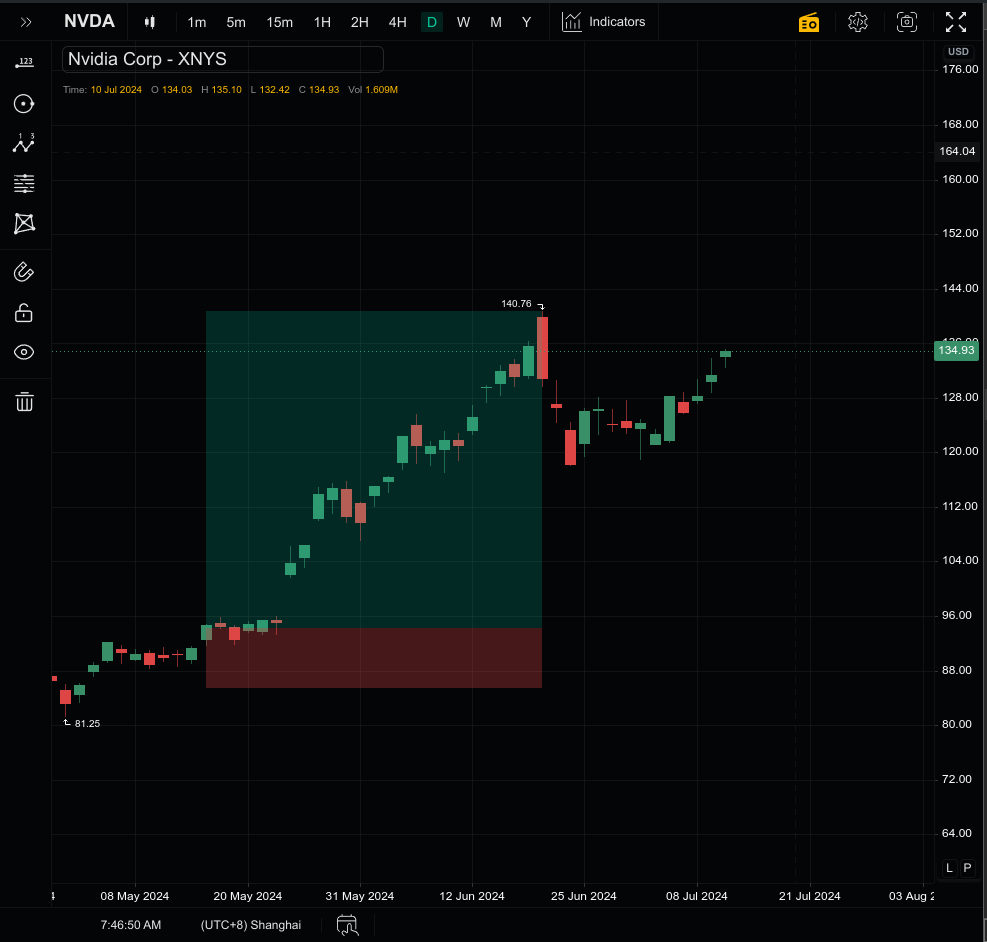 NVDA 1m 5m 15m 1H 2H 4H D W M Y Indicators
Nvidia Corp - XNYS
USD
Time: 10 Jul 2024 O 134.03 H 135.10 L 132.42 C 134.93 Vol 1.609M
123
1 3
176.00
168.00
164.04
160.00
152.00
144.00
140.76
134.93
128.00
120.00
112.00
104.00
96.00
88.00
81.25
80.00
72.00
64.00
L P
08 May 2024 20 May 2024 31 May 2024 12 Jun 2024 25 Jun 2024 08 Jul 2024 21 Jul 2024 03 Aug
7:46:50 AM (UTC+8) Shanghai